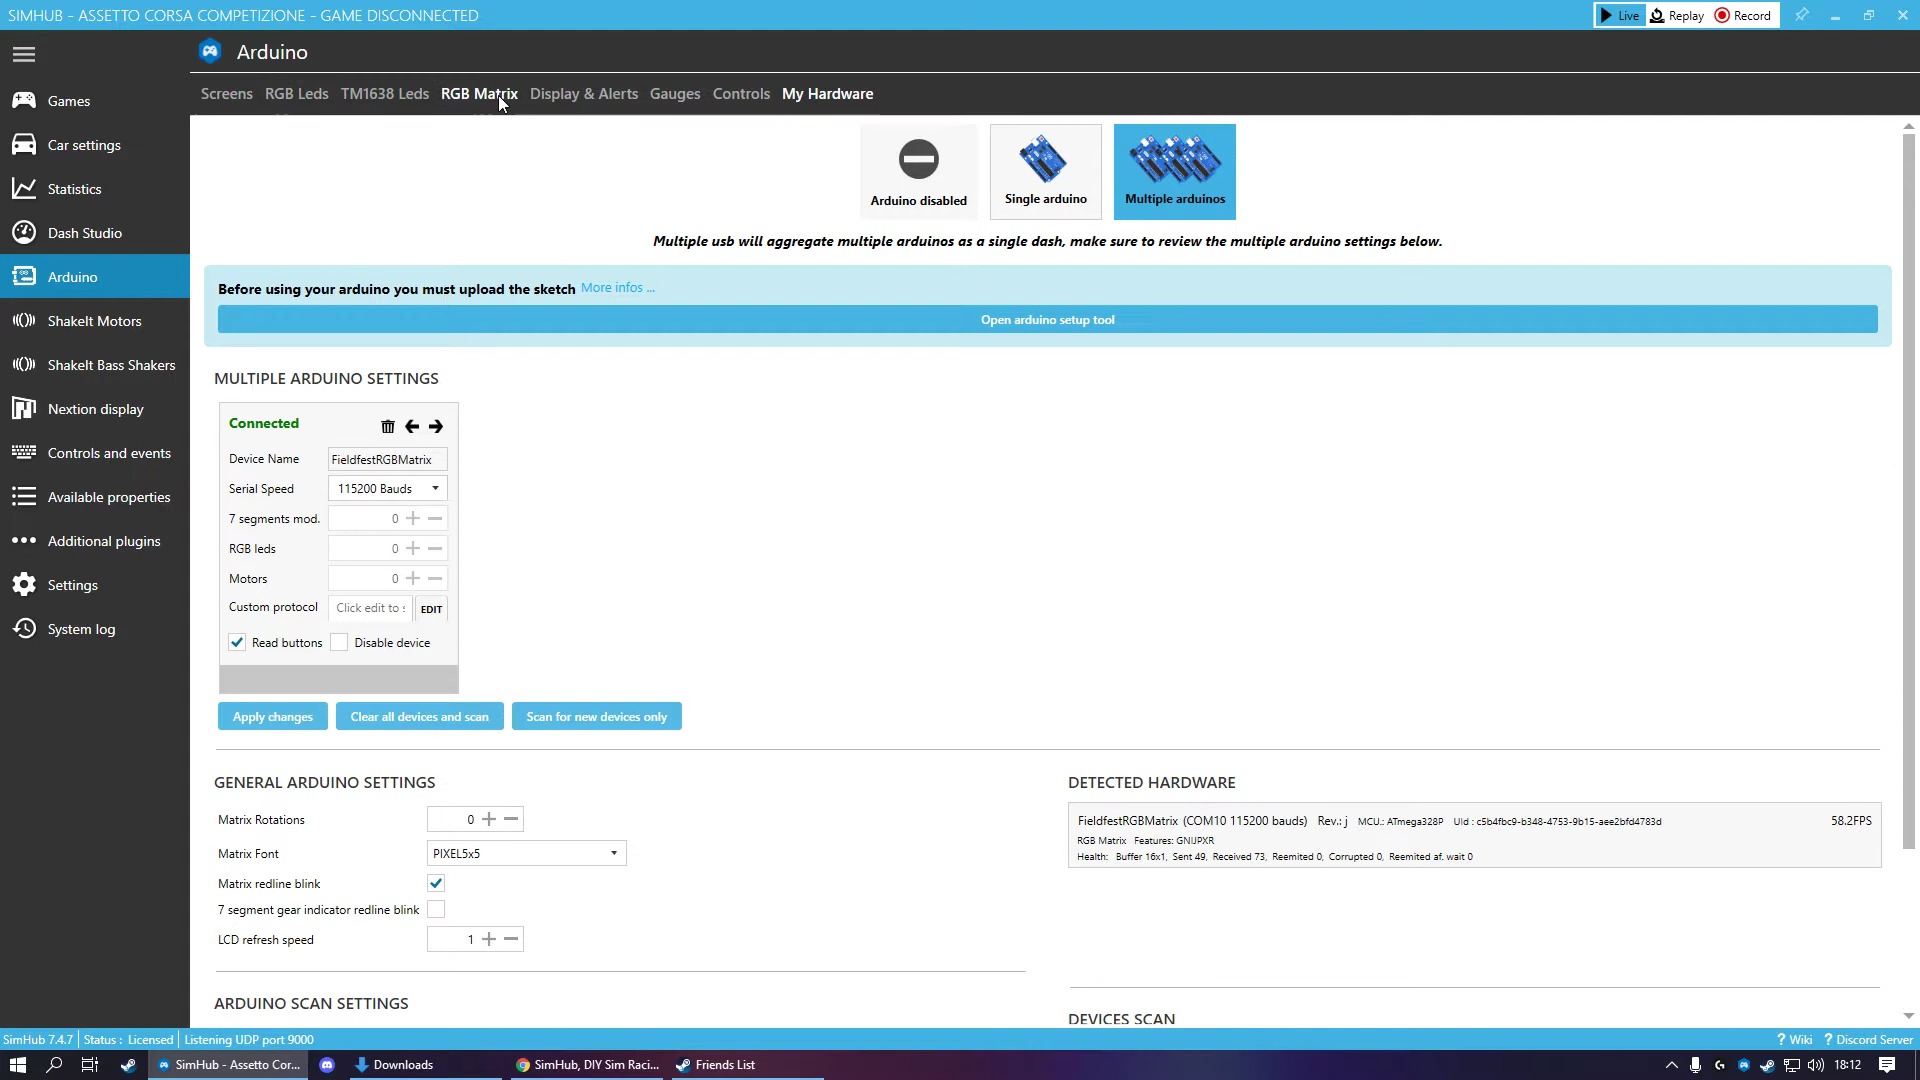 SIMHUB - ASSETTO CORSA COMPETIZIONE - GAME DISCONNECTED
Live
Replay
Record
Arduino
Screens RGB Leds TM1638 Leds RGB Matrix Display & Alerts Gauges Controls My Hardware
Games
Car settings
Statistics
Dash Studio
Arduino
ShakeIt Motors
ShakeIt Bass Shakers
Nextion display
Controls and events
Available properties
Additional plugins
Settings
System log
Arduino disabled
Single arduino
Multiple arduinos
Multiple usb will aggregate multiple arduinos as a single dash, make sure to review the multiple arduino settings below.
Before using your arduino you must upload the sketch More infos ...
Open arduino setup tool
MULTIPLE ARDUINO SETTINGS
Connected
Device Name FieldfestRGBMatrix
Serial Speed 115200 Bauds
7 segments mod. 0
RGB leds 0
Motors 0
Custom protocol Click edit to EDIT
Read buttons Disable device
Apply changes Clear all devices and scan Scan for new devices only
GENERAL ARDUINO SETTINGS
Matrix Rotations 0
Matrix Font PIXEL5x5
Matrix redline blink
7 segment gear indicator redline blink
LCD refresh speed 1
ARDUINO SCAN SETTINGS
DETECTED HARDWARE
FieldfestRGBMatrix (COM10 115200 bauds) Rev.: j MCU.: ATmega328P UId : c5b4fbc9-b348-4753-9b15-aee2bfd4783d 58.2FPS
RGB Matrix Features: GNIJPXR
Health: Buffer 16x1, Sent 49, Received 73, Reemited 0, Corrupted 0, Reemited af. wait 0
DEVICES SCAN
SimHub 7.4.7 Status : Licensed Listening UDP port 9000
? Wiki ? Discord Server
SimHub - Assetto Cor...
Downloads
SimHub, DIY Sim Raci...
Friends List
18:12